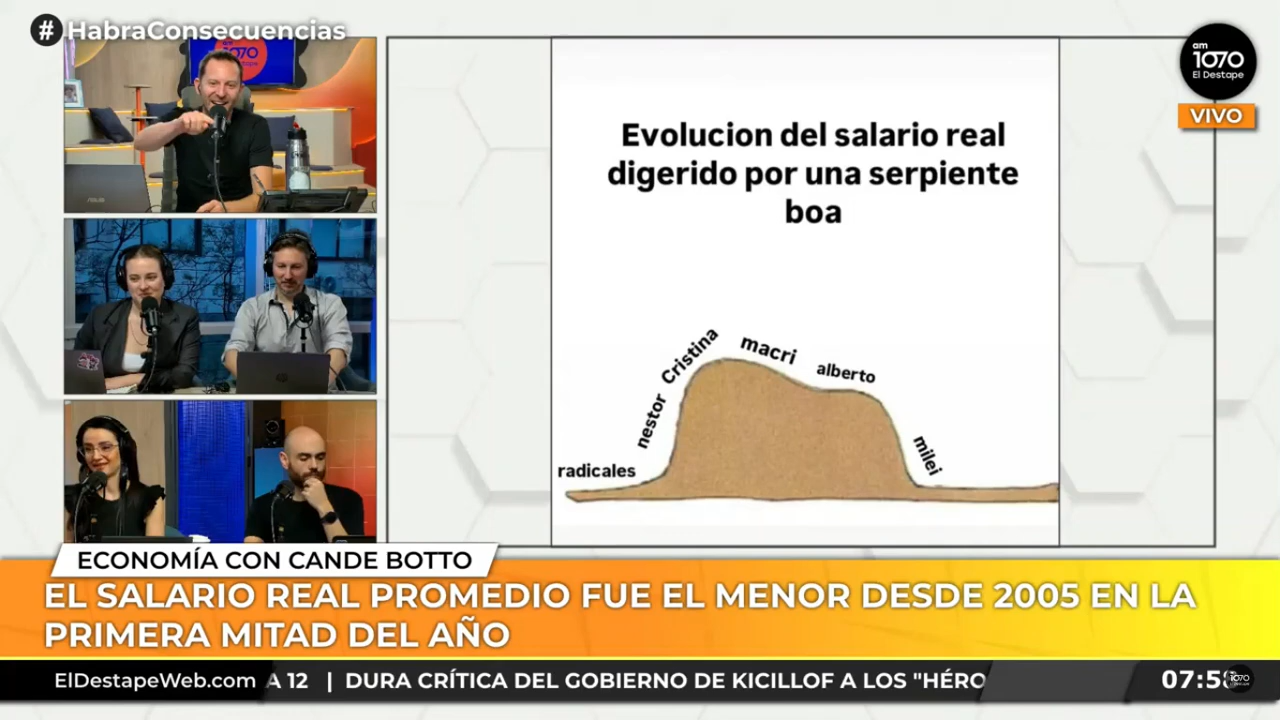 # HabraConsecuencias
am
1070
El Destape
VIVO
Evolucion del salario real
digerido por una serpiente
boa
radicales
nestor
Cristina
macri
alberto
milei
ECONOMÍA CON CANDE BOTTO
EL SALARIO REAL PROMEDIO FUE EL MENOR DESDE 2005 EN LA
PRIMERA MITAD DEL AÑO
ElDestapeWeb.com A 12 | DURA CRÍTICA DEL GOBIERNO DE KICILLOF A LOS "HÉRO